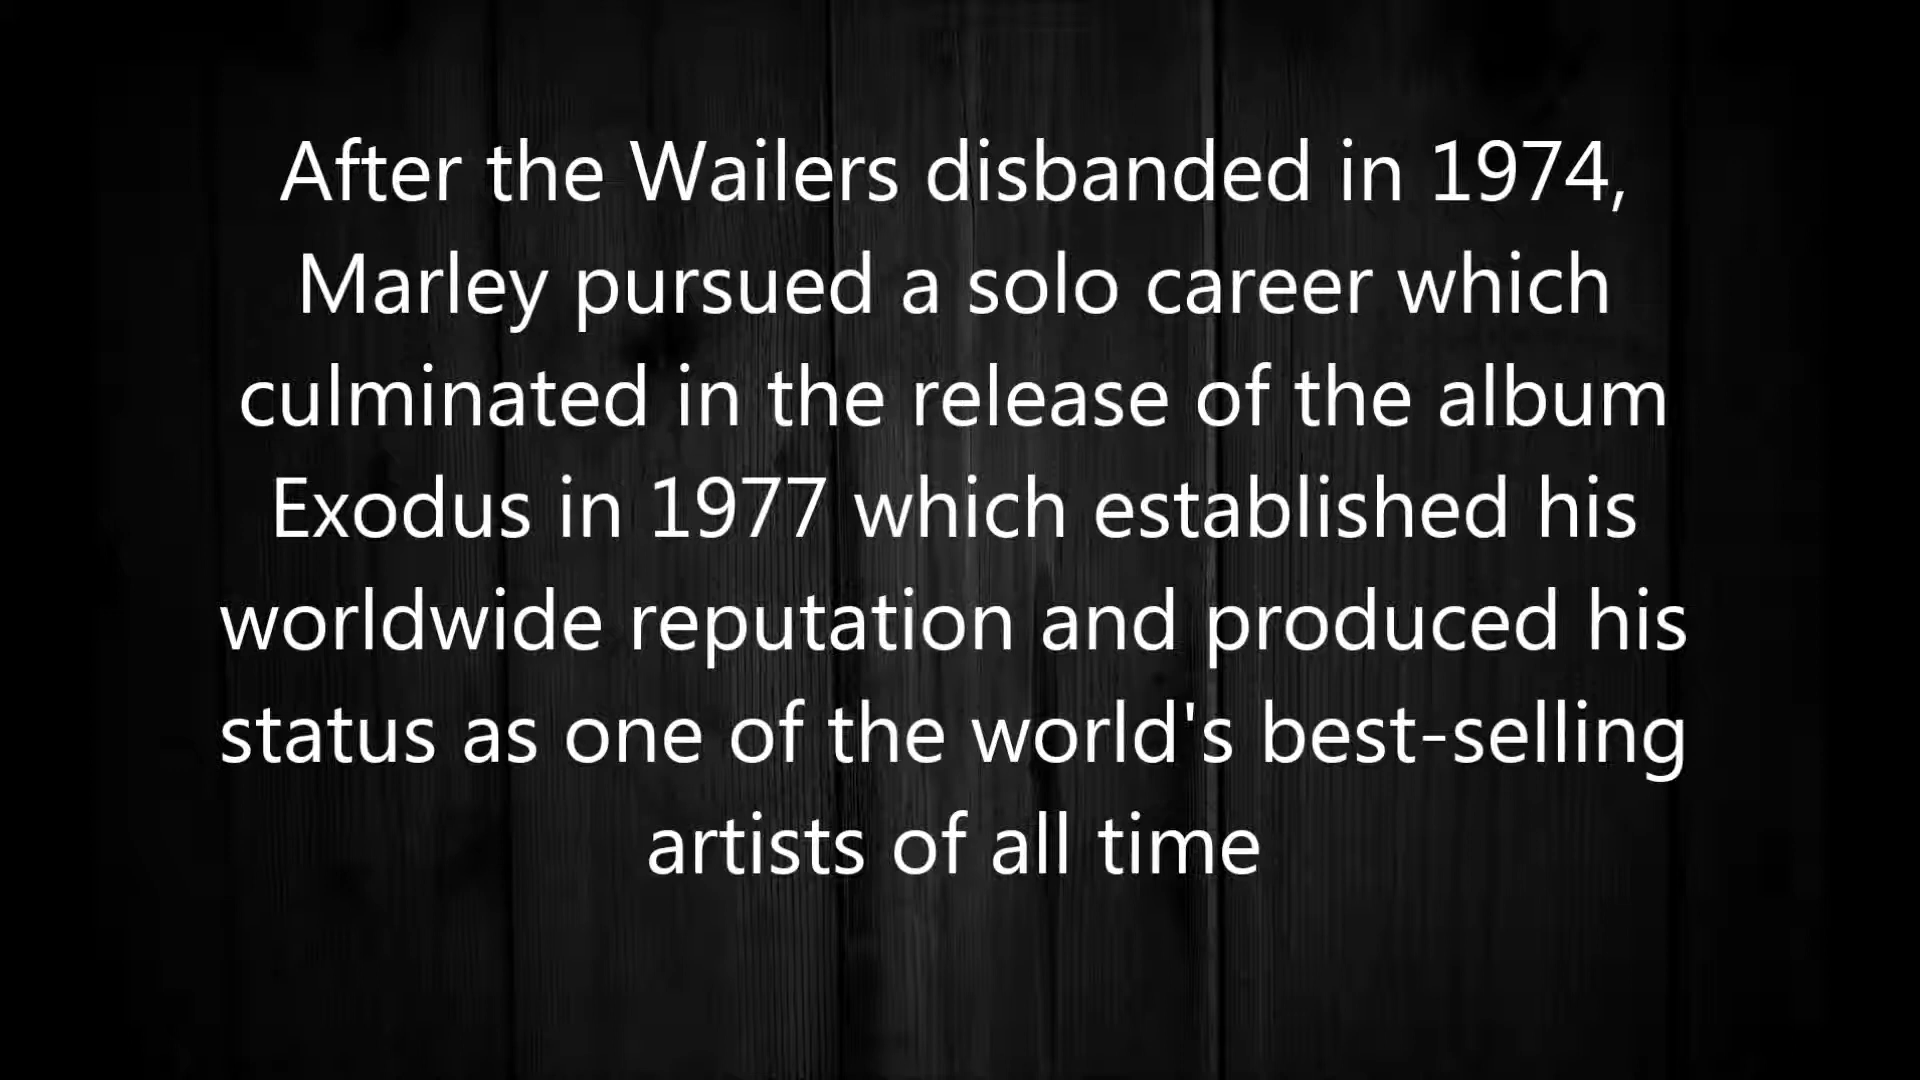 After the Wailers disbanded in 1974,
Marley pursued a solo career which
culminated in the release of the album
Exodus in 1977 which established his
worldwide reputation and produced his
status as one of the world's best-selling
artists of all time